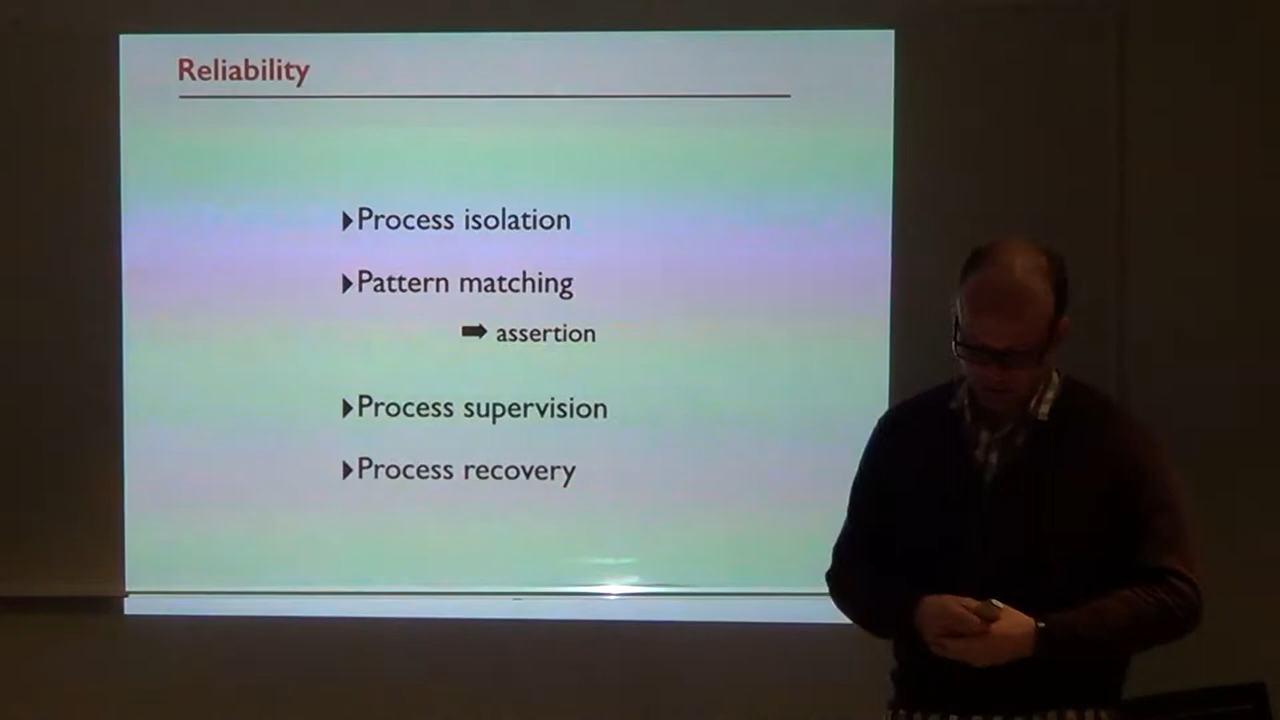 Reliability
Process isolation
Pattern matching
➡ assertion
Process supervision
Process recovery